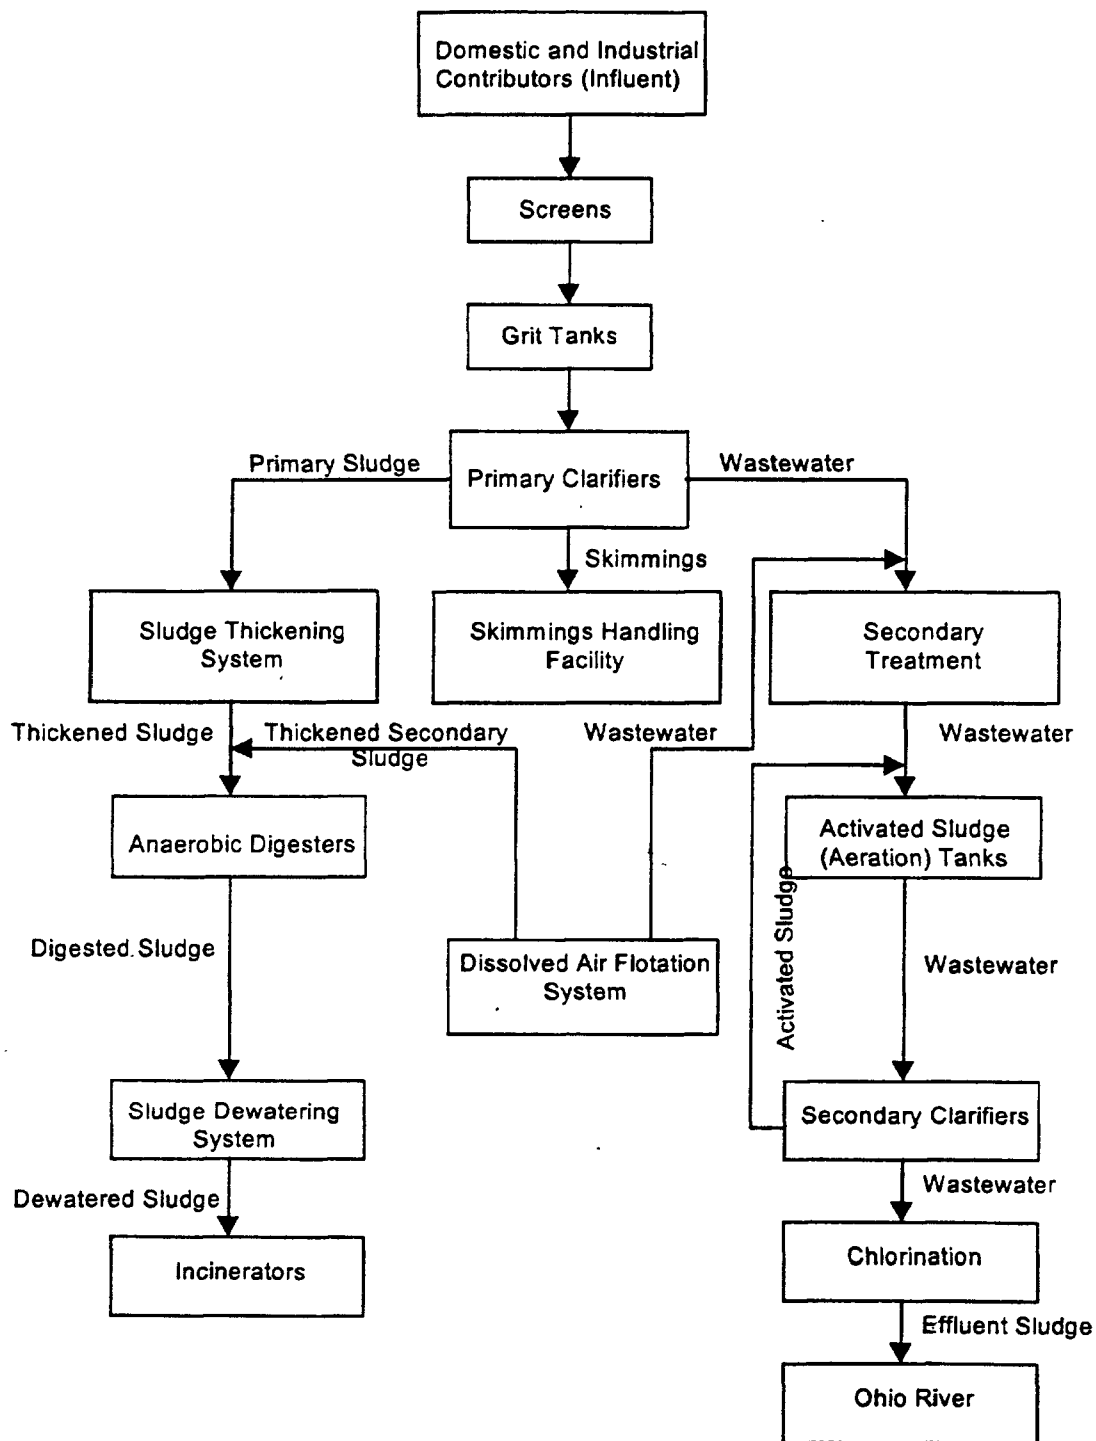 Domestic and Industrial
Contributors (Influent)
Screens
Grit Tanks
Primary Sludge
Primary Clarifiers
Wastewater
Skimmings
Sludge Thickening
System
Skimmings Handling
Facility
Secondary
Treatment
Thickened Sludge
Thickened Secondary
Sludge
Wastewater
Wastewater
Anaerobic Digesters
Activated Sludge
(Aeration) Tanks
Activated Sludge
Digested Sludge
Dissolved Air Flotation
System
Wastewater
Sludge Dewatering
System
Secondary Clarifiers
Dewatered Sludge
Wastewater
Incinerators
Chlorination
Effluent Sludge
Ohio River